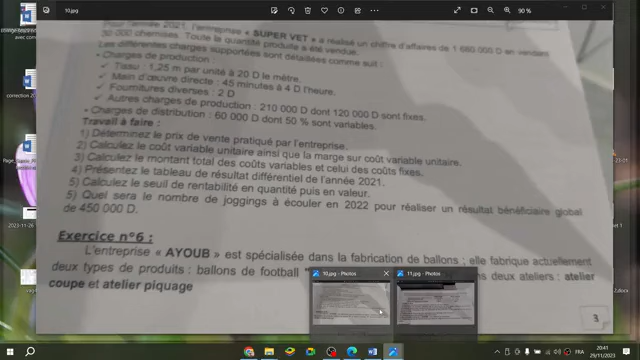 10.jpg
90 %
Pour l'année 2021, l'entreprise « SUPER VET » a réalisé un chiffre d'affaires de 1 680 000 D en vendant
30 000 chemises. Toute la quantité produite a été vendue.
Les différentes charges supportées sont détaillées comme suit :
• Charges de production :
✓ Tissu : 1,25 m par unité à 20 D le mètre.
✓ Main d'œuvre directe : 45 minutes à 4 D l'heure.
✓ Fournitures diverses : 2 D
✓ Autres charges de production : 210 000 D dont 120 000 D sont fixes.
• Charges de distribution : 60 000 D dont 50 % sont variables.
Travail à faire :
1) Déterminez le prix de vente pratiqué par l'entreprise.
2) Calculez le coût variable unitaire ainsi que la marge sur coût variable unitaire.
3) Calculez le montant total des coûts variables et celui des coûts fixes.
4) Présentez le tableau de résultat différentiel de l'année 2021.
5) Calculez le seuil de rentabilité en quantité puis en valeur.
5) Quel sera le nombre de joggings à écouler en 2022 pour réaliser un résultat bénéficiaire global
de 450 000 D.
Exercice n°6 :
L'entreprise « AYOUB » est spécialisée dans la fabrication de ballons ; elle fabrique actuellement
deux types de produits : ballons de football " deux ateliers : atelier
coupe et atelier piquage
3
10.jpg - Photos
11.jpg - Photos
avec
correction
2023-11-26
FRA
20:41
29/11/2023